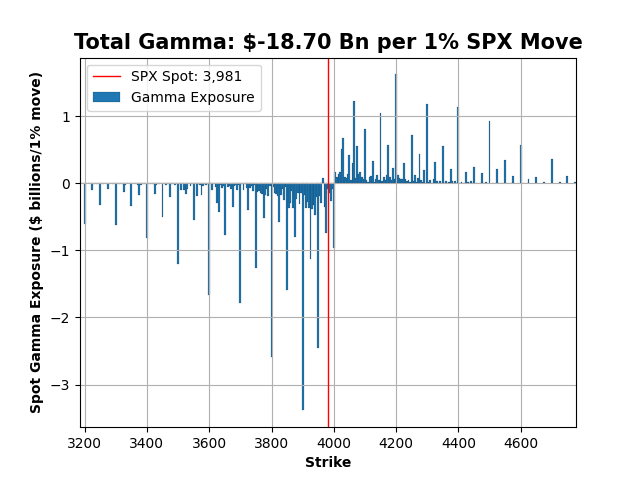 Total Gamma: $-18.70 Bn per 1% SPX Move
SPX Spot: 3,981
Gamma Exposure
Spot Gamma Exposure ($ billions/1% move)
1
0
−1
−2
−3
3200 3400 3600 3800 4000 4200 4400 4600
Strike